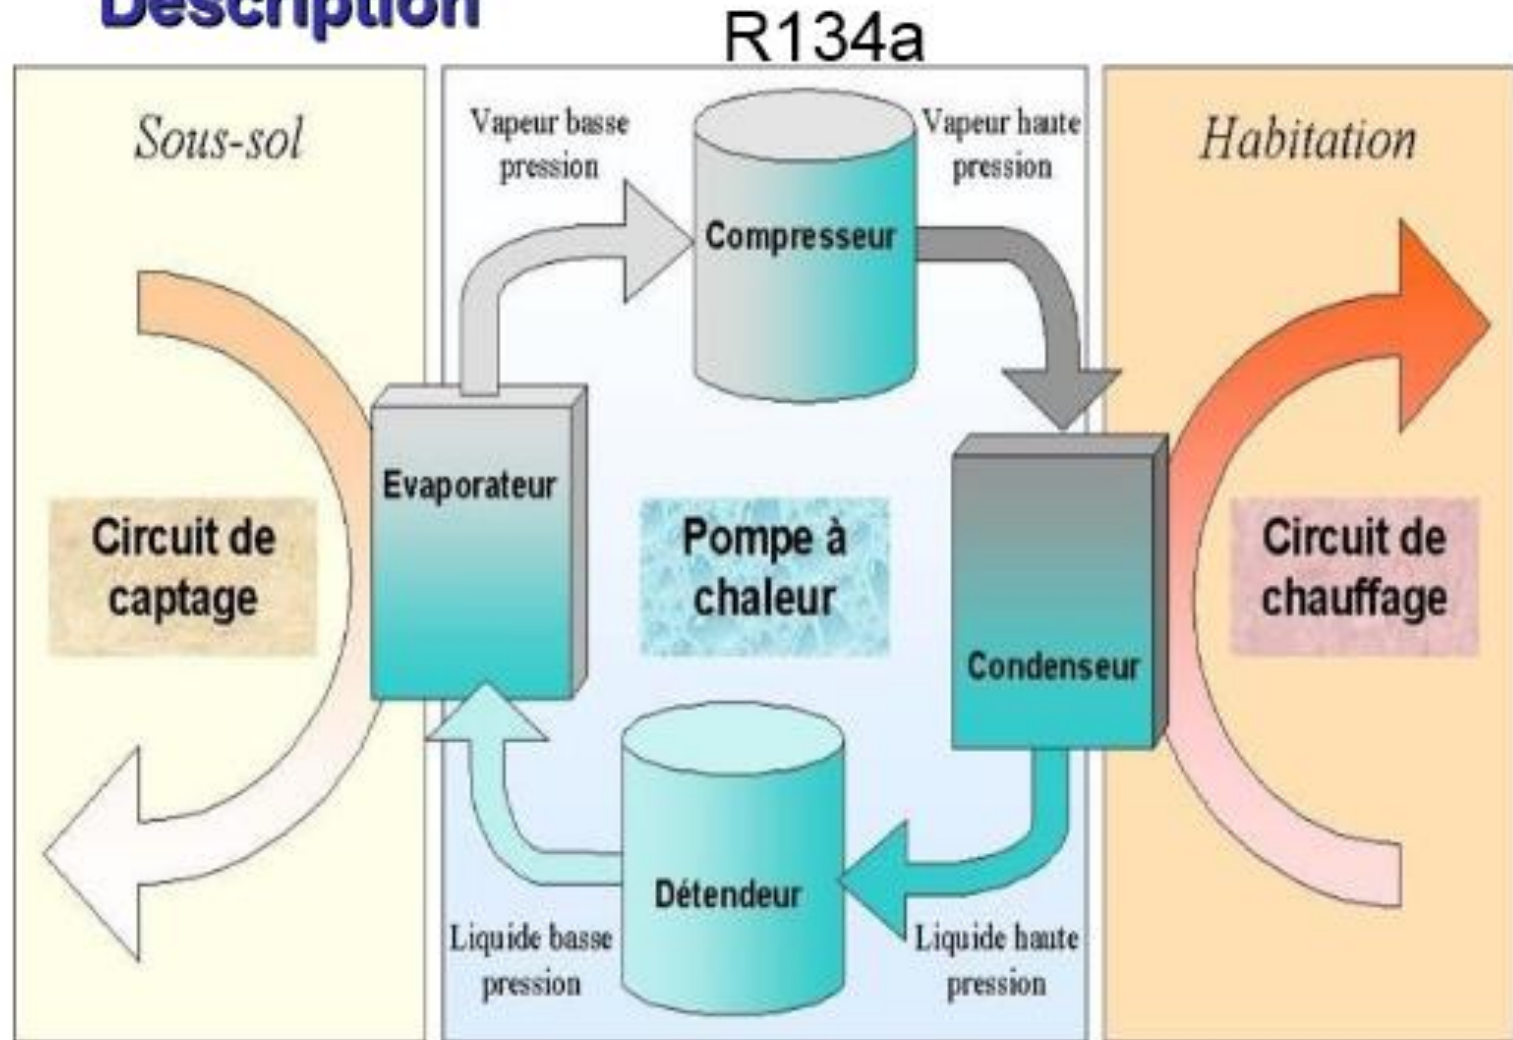 Description
R134a
Sous-sol
Vapeur basse
pression
Vapeur haute
pression
Habitation
Compresseur
Evaporateur
Circuit de
captage
Pompe à
chaleur
Circuit de
chauffage
Condenseur
Détendeur
Liquide basse
pression
Liquide haute
pression